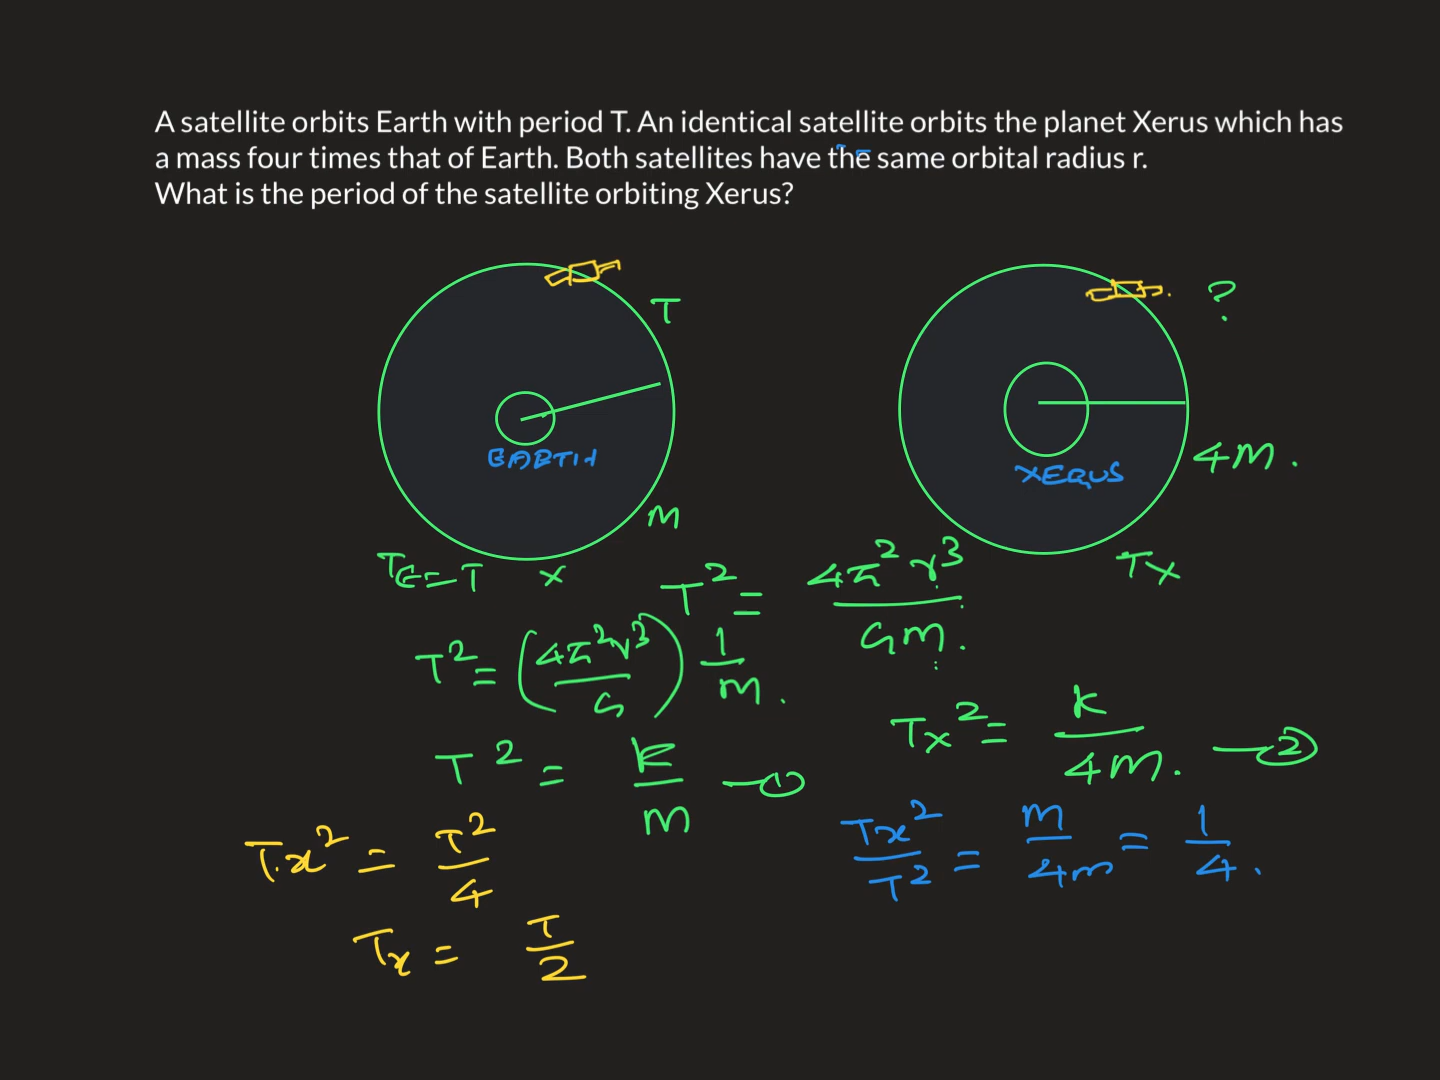 A satellite orbits Earth with period T. An identical satellite orbits the planet Xerus which has
a mass four times that of Earth. Both satellites have the same orbital radius r.
What is the period of the satellite orbiting Xerus?
T
?
EARTH
XERUS
4M.
M
T_E = T
x
T² = 4π²r³/GM.
Tx
T² = (4π²r³/G) 1/M.
Tx² = k/4M. —②
T² = k/M —①
Tx²/T² = M/4M = 1/4.
Tx² = T²/4
Tx = T/2